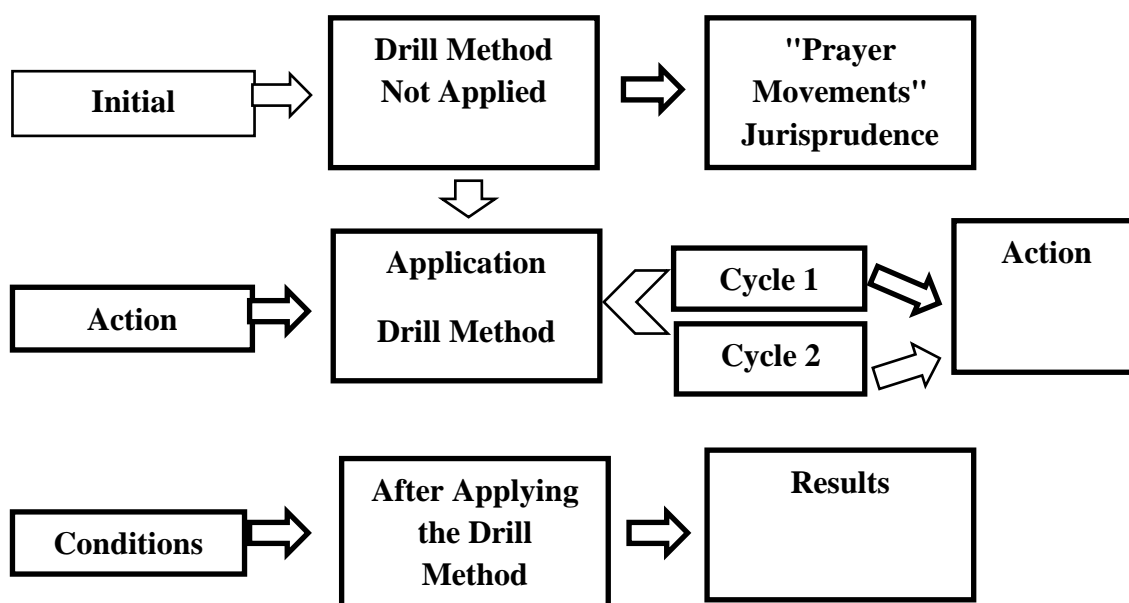 Initial
Drill Method
Not Applied
"Prayer
Movements"
Jurisprudence
Action
Application
Drill Method
Cycle 1
Cycle 2
Action
Conditions
After Applying
the Drill
Method
Results